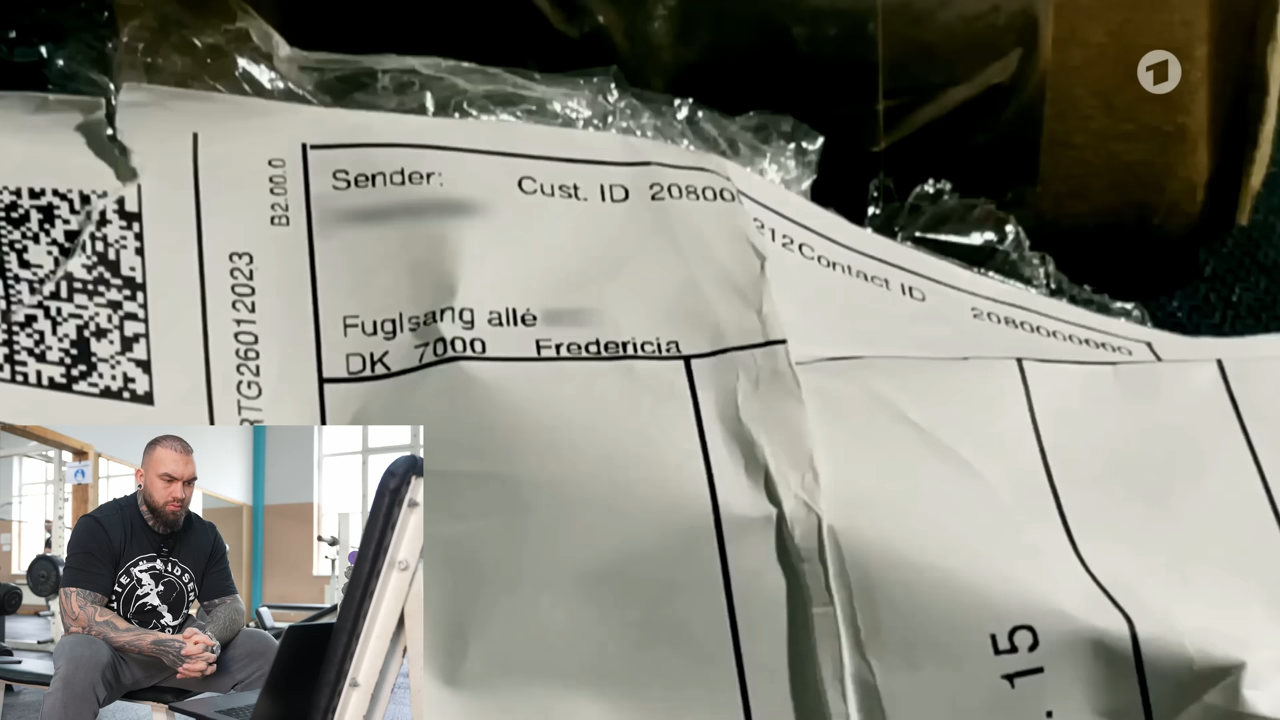 B2.00.0
RTG26012023
Sender:
Cust. ID 20800
212Contact ID 2080000000
Fuglsang allé
DK 7000 Fredericia
. 15